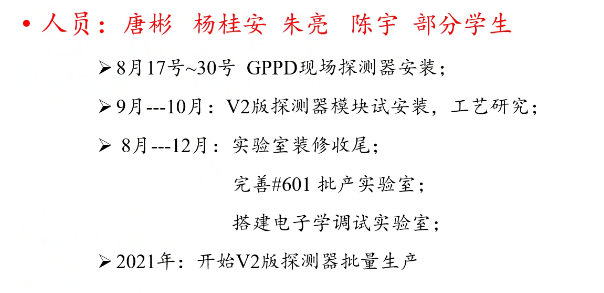 • 人员：唐彬 杨桂安 朱亮 陈宇 部分学生
➢8月17号~30号 GPPD现场探测器安装；
➢9月---10月：V2版探测器模块试安装，工艺研究；
➢ 8月---12月：实验室装修收尾；
完善#601 批产实验室；
搭建电子学调试实验室；
➢2021年：开始V2版探测器批量生产